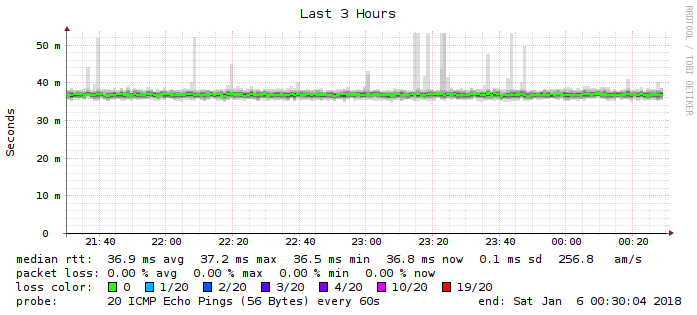 Last 3 Hours
RRDTOOL / TOBI OETIKER
Seconds
50 m
40 m
30 m
20 m
10 m
0
21:40 22:00 22:20 22:40 23:00 23:20 23:40 00:00 00:20
median rtt: 36.9 ms avg 37.2 ms max 36.5 ms min 36.8 ms now 0.1 ms sd 256.8 am/s
packet loss: 0.00 % avg 0.00 % max 0.00 % min 0.00 % now
loss color: 0 1/20 2/20 3/20 4/20 10/20 19/20
probe: 20 ICMP Echo Pings (56 Bytes) every 60s end: Sat Jan 6 00:30:04 2018